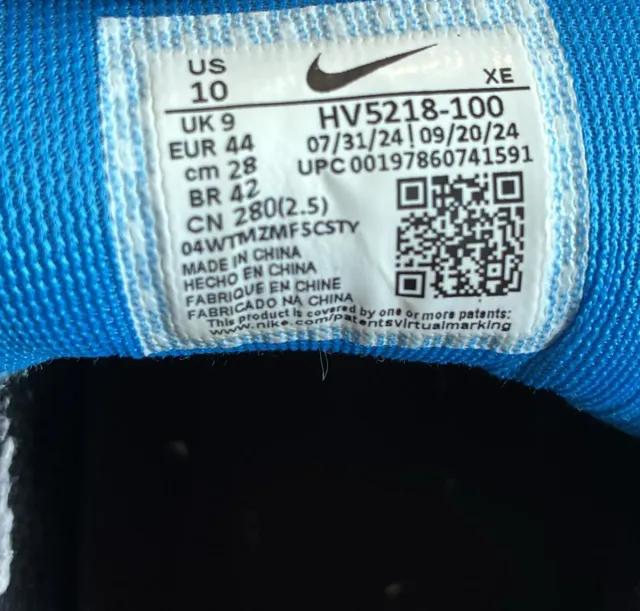 US
10
XE
UK 9
HV5218-100
EUR 44
07/31/24 | 09/20/24
cm 28
UPC 00197860741591
BR 42
CN 280(2.5)
04WTMZMF5CSTY
MADE IN CHINA
HECHO EN CHINA
FABRIQUE EN CHINE
FABRICADO NA CHINA
This product is covered by one or more patents:
www.nike.com/patentsvirtualmarking